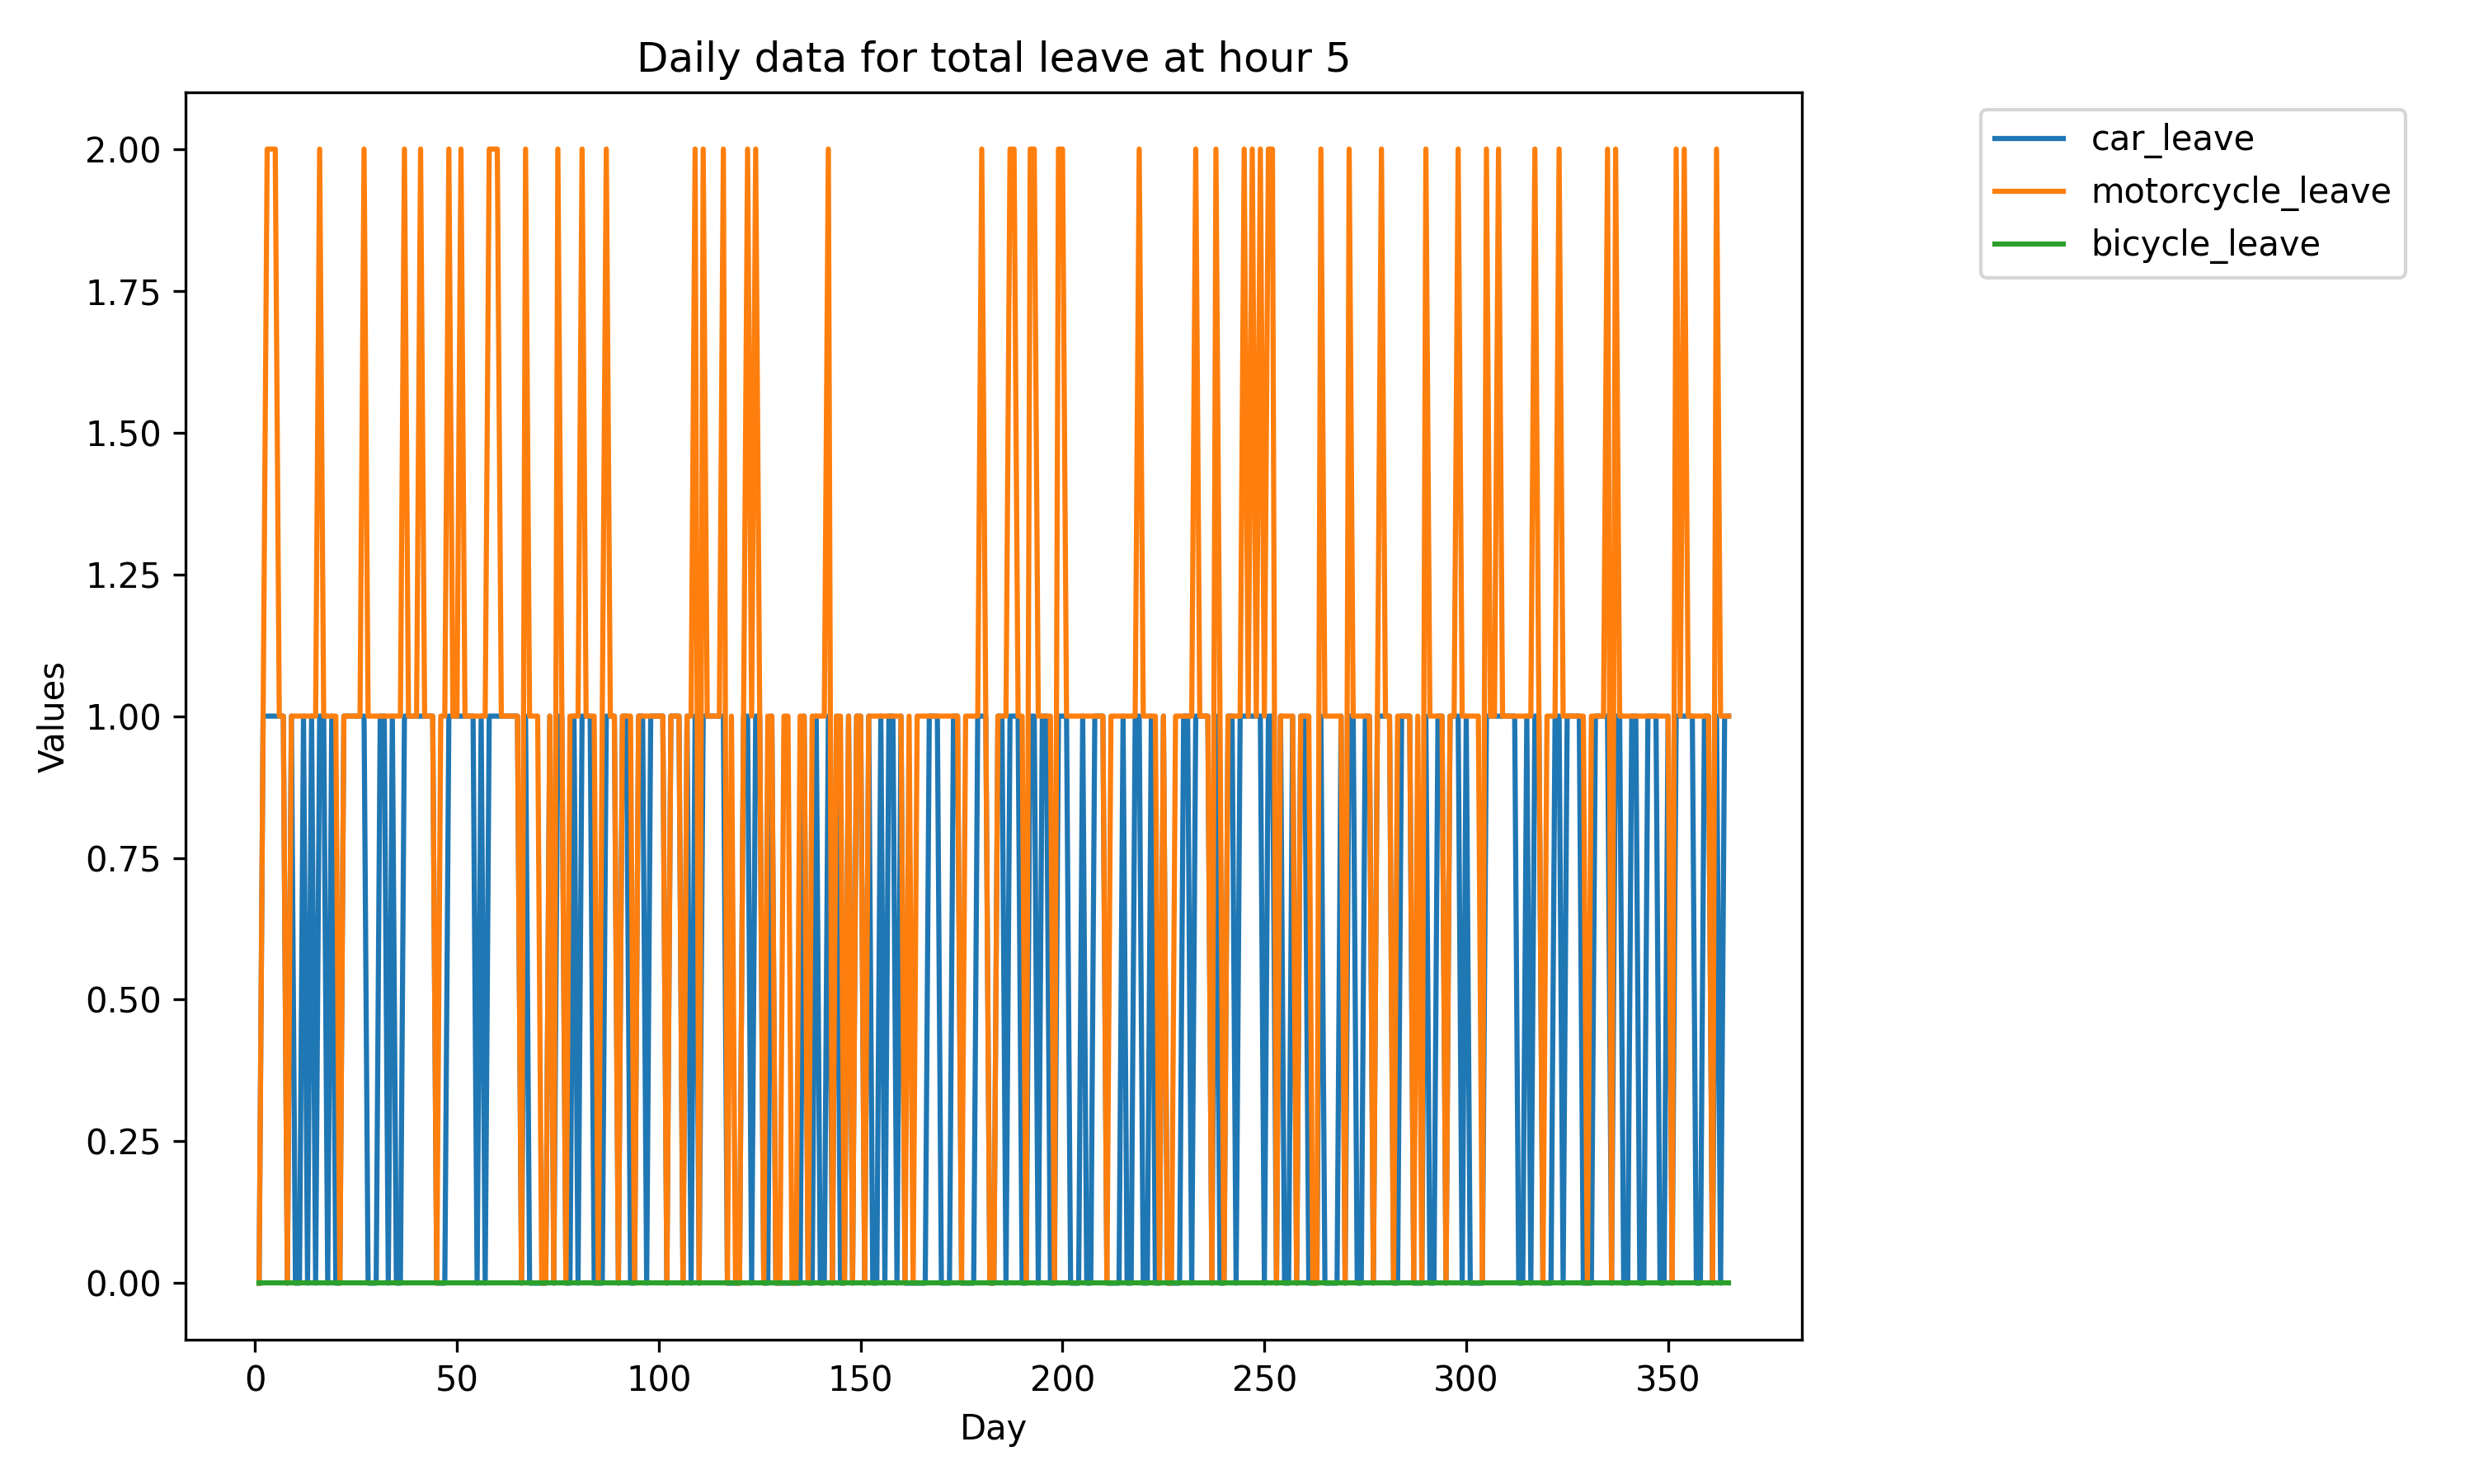 Daily data for total leave at hour 5
car_leave
motorcycle_leave
bicycle_leave
2.00
1.75
1.50
1.25
1.00
0.75
0.50
0.25
0.00
Values
0 50 100 150 200 250 300 350
Day